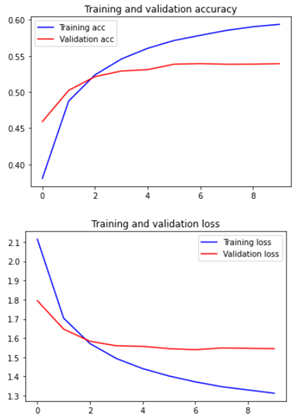 Training and validation accuracy
0.60
Training acc
Validation acc
0.55
0.50
0.45
0.40
0 2 4 6 8
Training and validation loss
2.1
Training loss
Validation loss
2.0
1.9
1.8
1.7
1.6
1.5
1.4
1.3
0 2 4 6 8